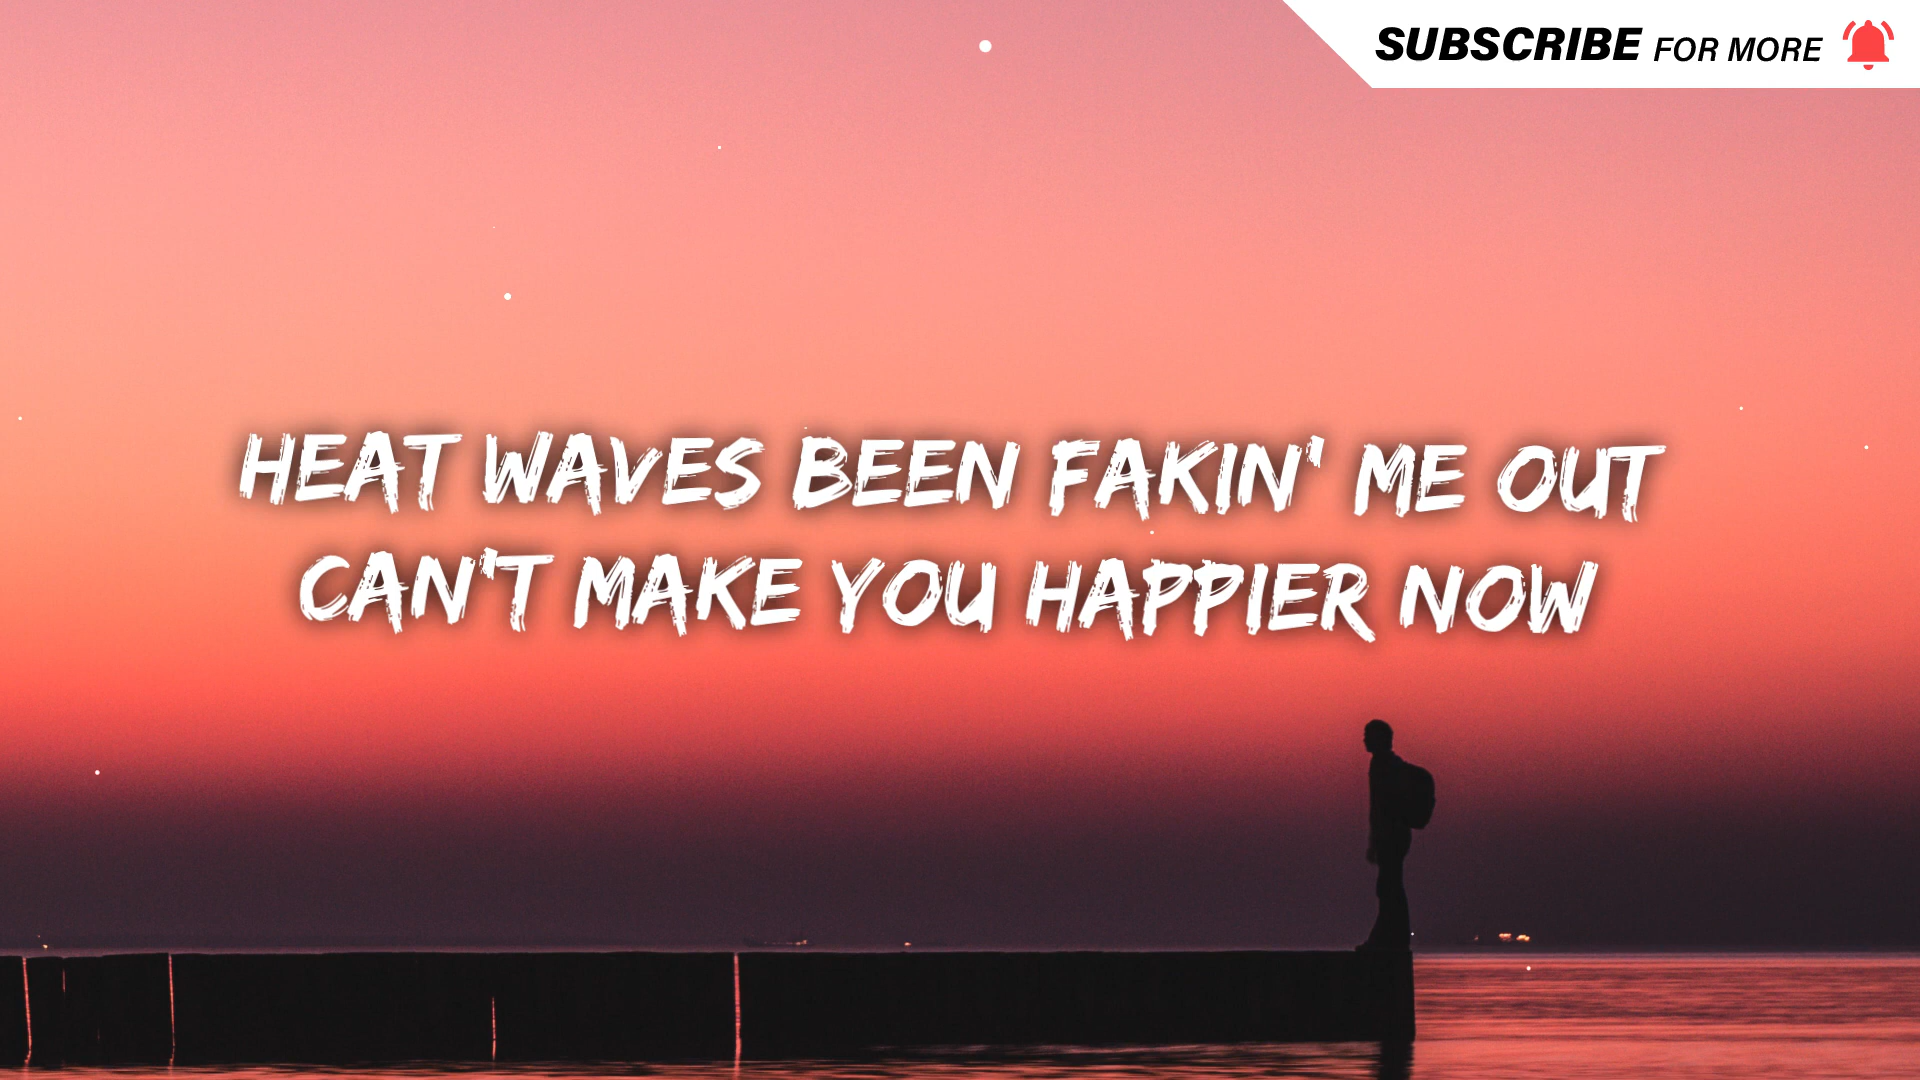 SUBSCRIBE FOR MORE
HEAT WAVES BEEN FAKIN' ME OUT
CAN'T MAKE YOU HAPPIER NOW